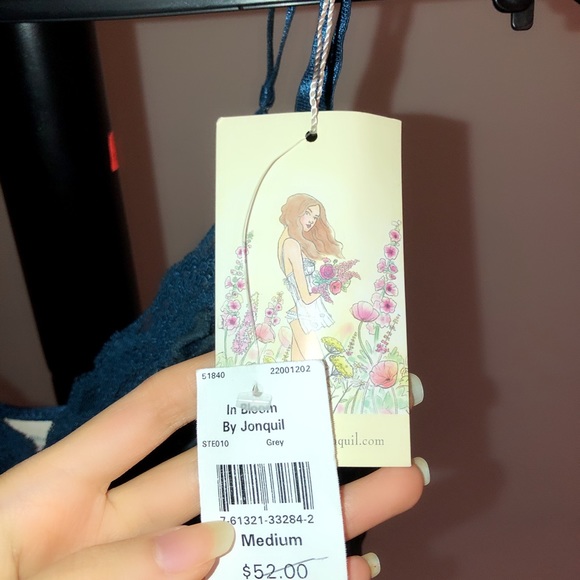 51840 22001202
In Bloom
By Jonquil
STE010 Grey
quil.com
7-61321-33284-2
Medium
$52.00